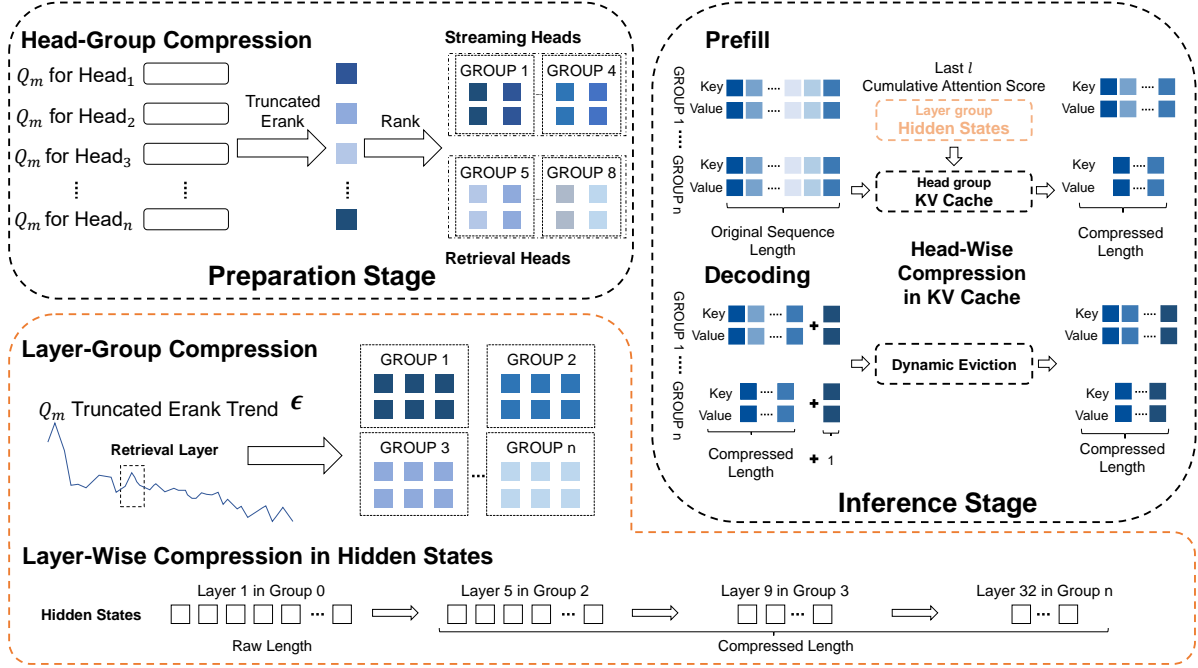 Head-Group Compression
Q_m for Head_1
Q_m for Head_2
Q_m for Head_3
Q_m for Head_n
Truncated
Erank
Rank
Streaming Heads
GROUP 1
GROUP 4
GROUP 5
GROUP 8
Retrieval Heads
Preparation Stage
Layer-Group Compression
Q_m Truncated Erank Trend ϵ
Retrieval Layer
GROUP 1
GROUP 2
GROUP 3
GROUP n
Layer-Wise Compression in Hidden States
Layer 1 in Group 0
Layer 5 in Group 2
Layer 9 in Group 3
Layer 32 in Group n
Hidden States
Raw Length
Compressed Length
Prefill
GROUP 1 ····· GROUP n
Key
Value
Key
Value
Original Sequence
Length
Last l
Cumulative Attention Score
Layer group
Hidden States
Head group
KV Cache
Key
Value
Key
Value
Compressed
Length
Head-Wise
Compression
in KV Cache
Decoding
GROUP 1 ····· GROUP n
Key
Value
Key
Value
+
+
Compressed
Length
+ 1
Dynamic Eviction
Key
Value
Key
Value
Compressed
Length
Inference Stage